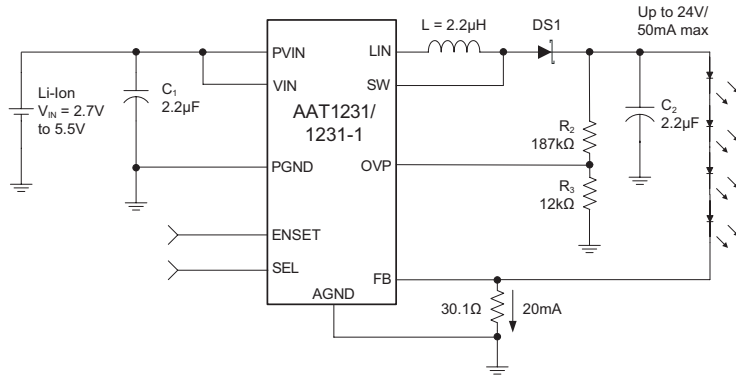 L = 2.2µH
DS1
Up to 24V/
50mA max
PVIN
LIN
Li-Ion
V_IN = 2.7V
to 5.5V
C₁
2.2µF
VIN
SW
AAT1231/
1231-1
C₂
2.2µF
R₂
187kΩ
PGND
OVP
R₃
12kΩ
ENSET
SEL
FB
AGND
30.1Ω
20mA